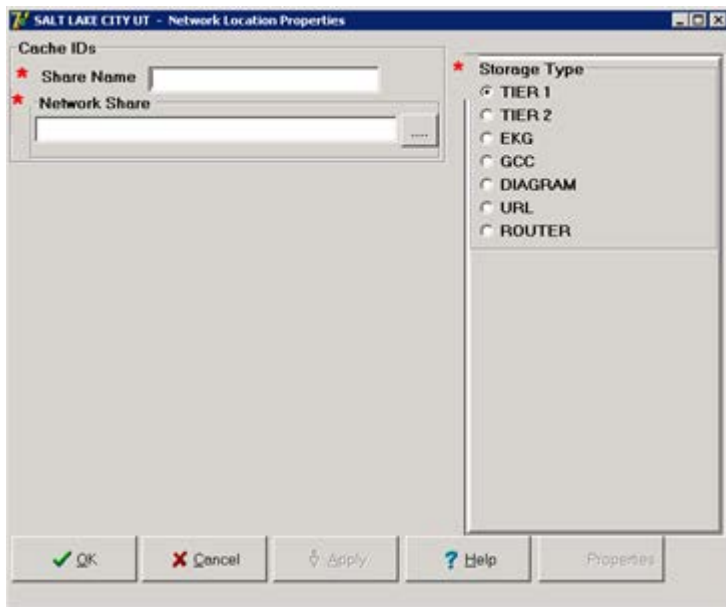 SALT LAKE CITY UT - Network Location Properties
Cache IDs
* Share Name
* Network Share
....
* Storage Type
TIER 1
TIER 2
EKG
GCC
DIAGRAM
URL
ROUTER
OK
Cancel
Apply
? Help
Properties